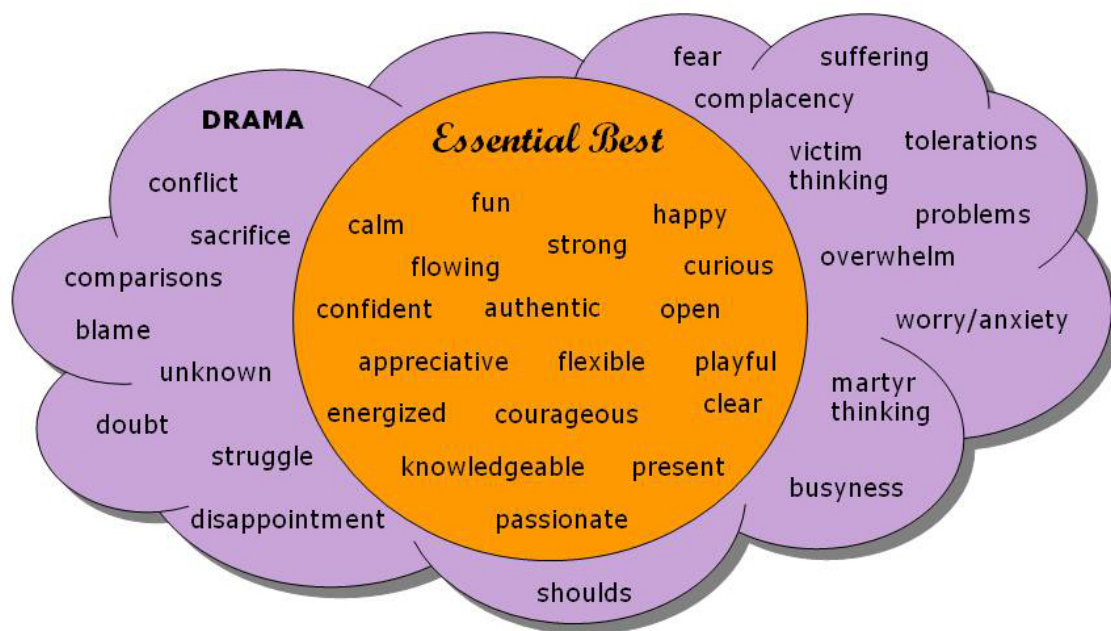 DRAMA
conflict
sacrifice
comparisons
blame
unknown
doubt
struggle
disappointment
Essential Best
fun
calm
happy
strong
flowing
curious
confident
authentic
open
appreciative
flexible
playful
energized
courageous
clear
knowledgeable
present
passionate
shoulds
fear
suffering
complacency
tolerations
victim
thinking
problems
overwhelm
worry/anxiety
martyr
thinking
busyness